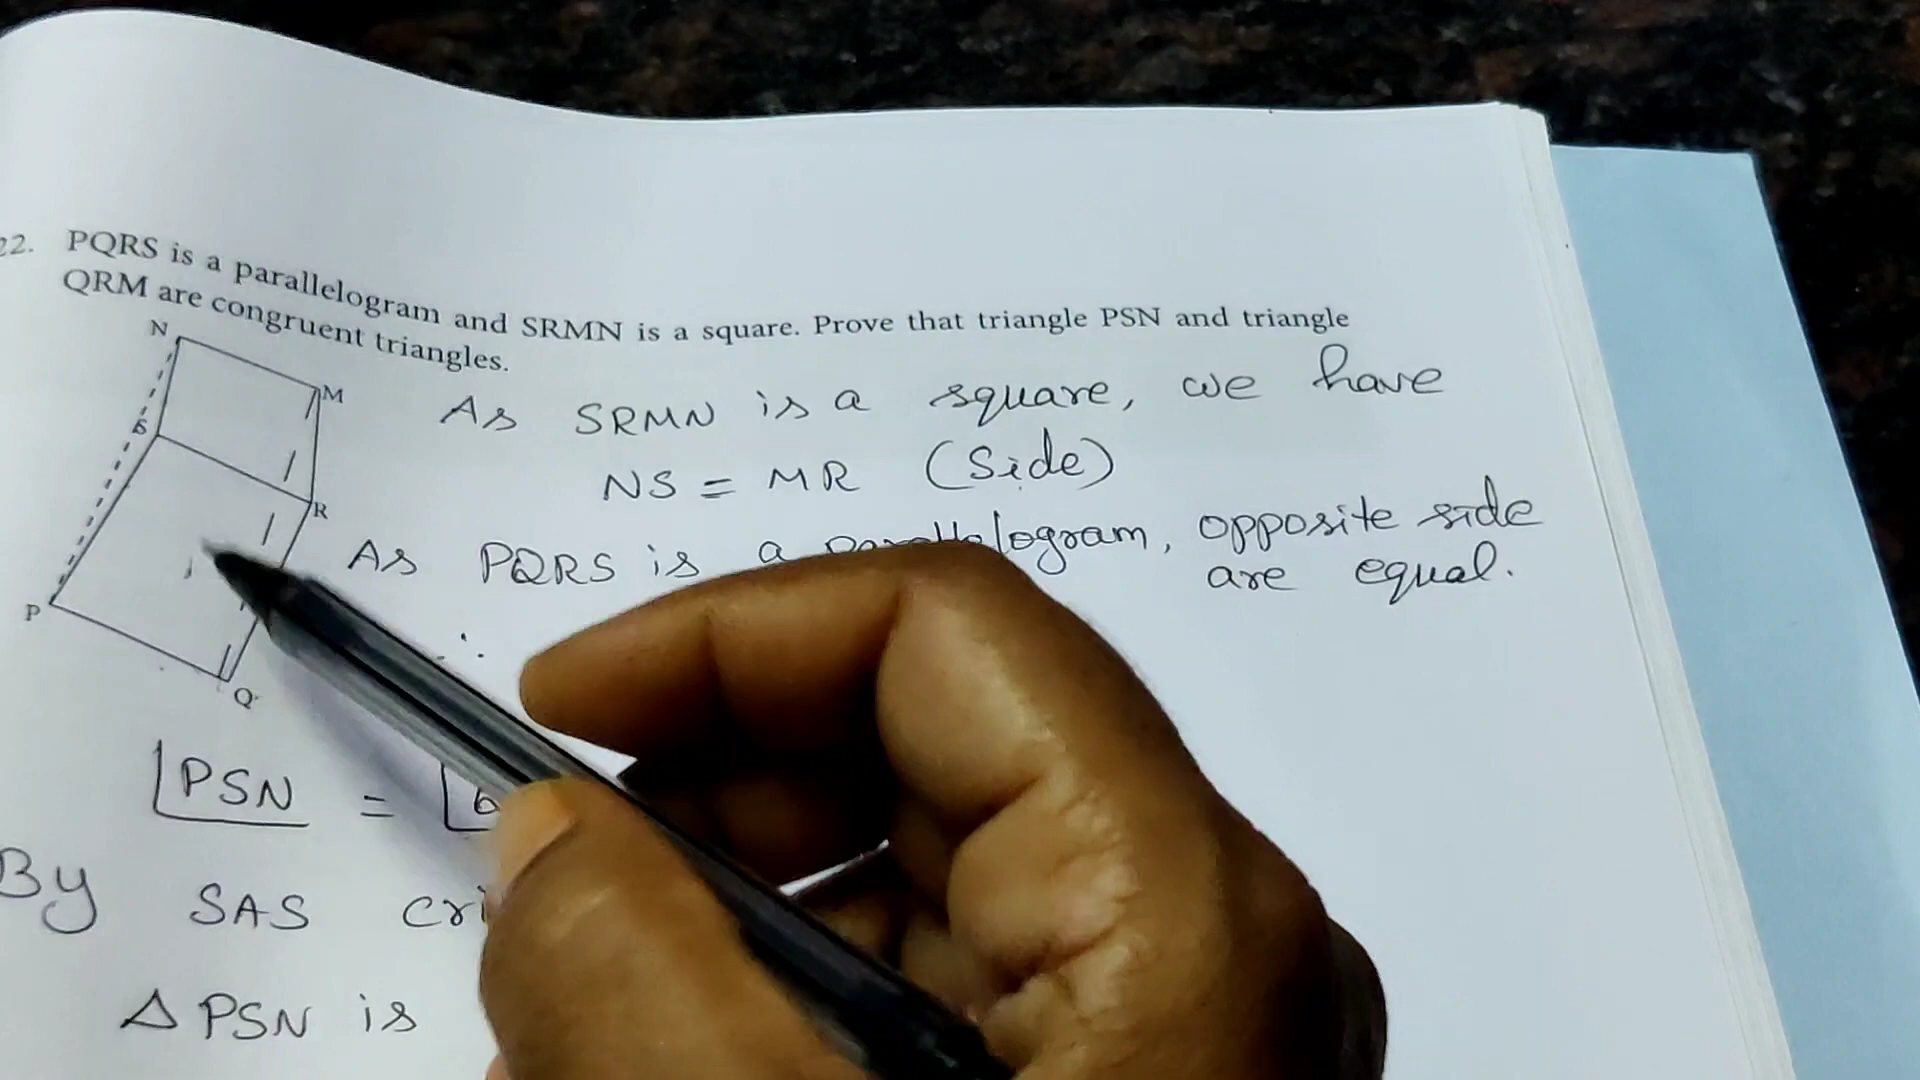 22. PQRS is a parallelogram and SRMN is a square. Prove that triangle PSN and triangle
QRM are congruent triangles.
N
M
S
R
P
Q
As SRMN is a square, we have
NS = MR (Side)
As PQRS is a parallelogram, opposite side
are equal.
∴
∠PSN = ∠
By SAS
△ PSN is